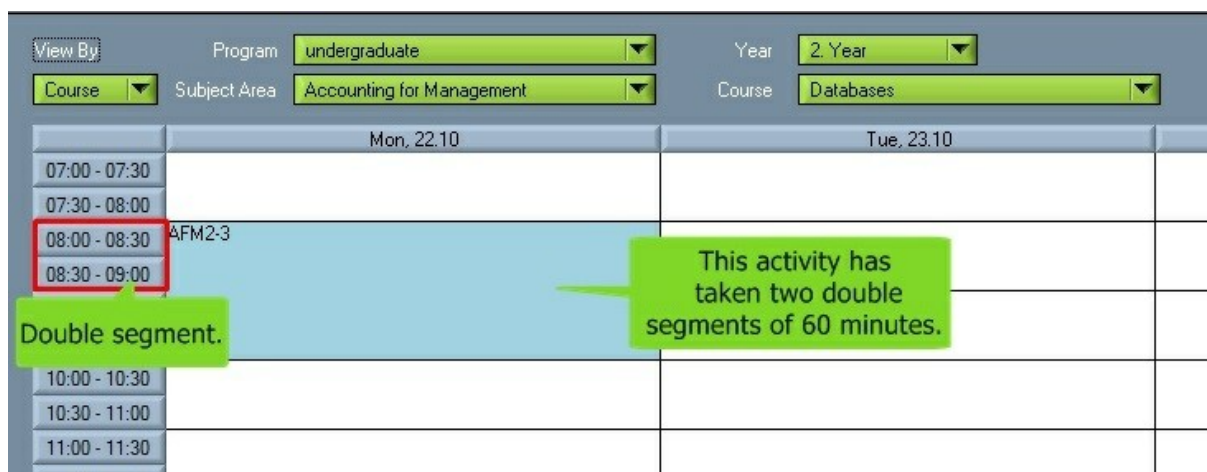 View By Program undergraduate Year 2. Year
Course Subject Area Accounting for Management Course Databases
Mon, 22.10 Tue, 23.10
07:00 - 07:30
07:30 - 08:00
08:00 - 08:30 AFM2-3
08:30 - 09:00
This activity has
taken two double
segments of 60 minutes.
Double segment.
10:00 - 10:30
10:30 - 11:00
11:00 - 11:30